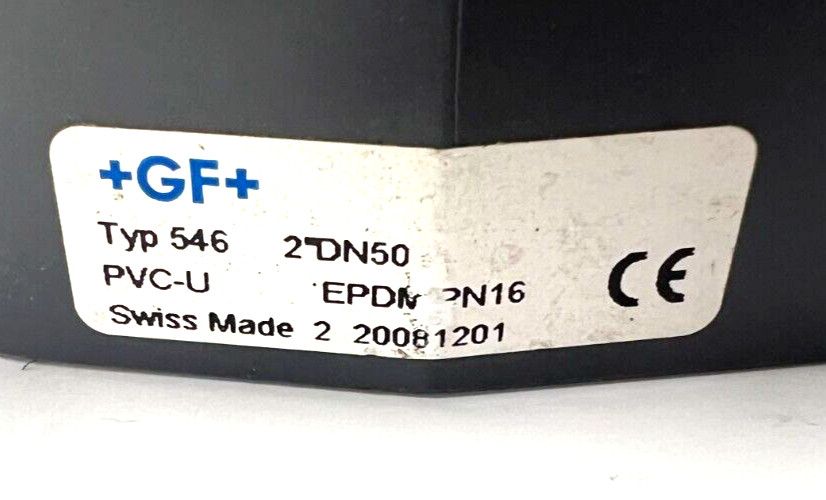 +GF+
Typ 546 2"DN50
PVC-U EPDM PN16
Swiss Made 2 20081201
CE